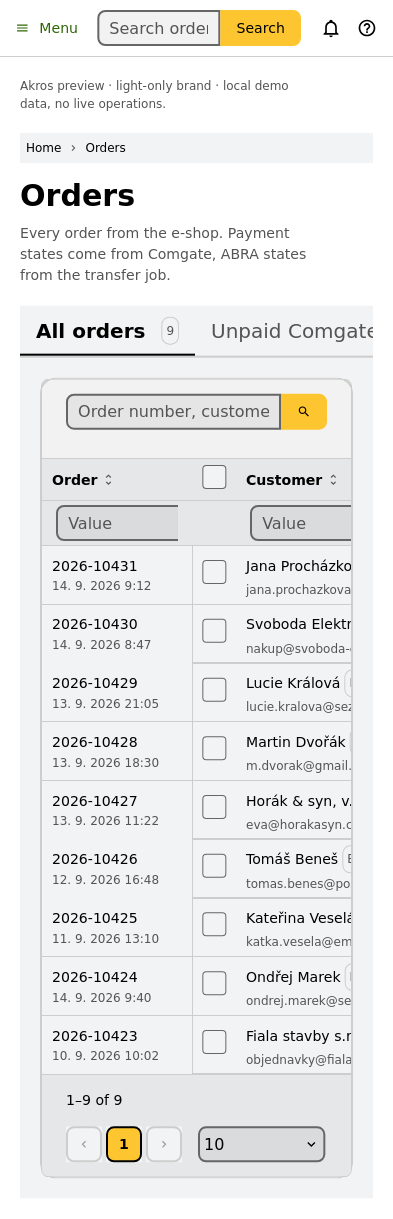 Menu
Search
Akros preview · light-only brand · local demo
data, no live operations.
Home › Orders
Orders
Every order from the e-shop. Payment
states come from Comgate, ABRA states
from the transfer job.
All orders 9 Unpaid Comgate
Order number, custome
Order Customer
Value Value
2026-10431 Jana Procházko
14. 9. 2026 9:12 jana.prochazkova
2026-10430 Svoboda Elektr
14. 9. 2026 8:47 nakup@svoboda-
2026-10429 Lucie Králová
13. 9. 2026 21:05 lucie.kralova@sez
2026-10428 Martin Dvořák
13. 9. 2026 18:30 m.dvorak@gmail.
2026-10427 Horák & syn, v.
13. 9. 2026 11:22 eva@horakasyn.c
2026-10426 Tomáš Beneš
12. 9. 2026 16:48 tomas.benes@po
2026-10425 Kateřina Veselá
11. 9. 2026 13:10 katka.vesela@em
2026-10424 Ondřej Marek
14. 9. 2026 9:40 ondrej.marek@se
2026-10423 Fiala stavby s.r
10. 9. 2026 10:02 objednavky@fiala
1–9 of 9
‹ 1 › 10